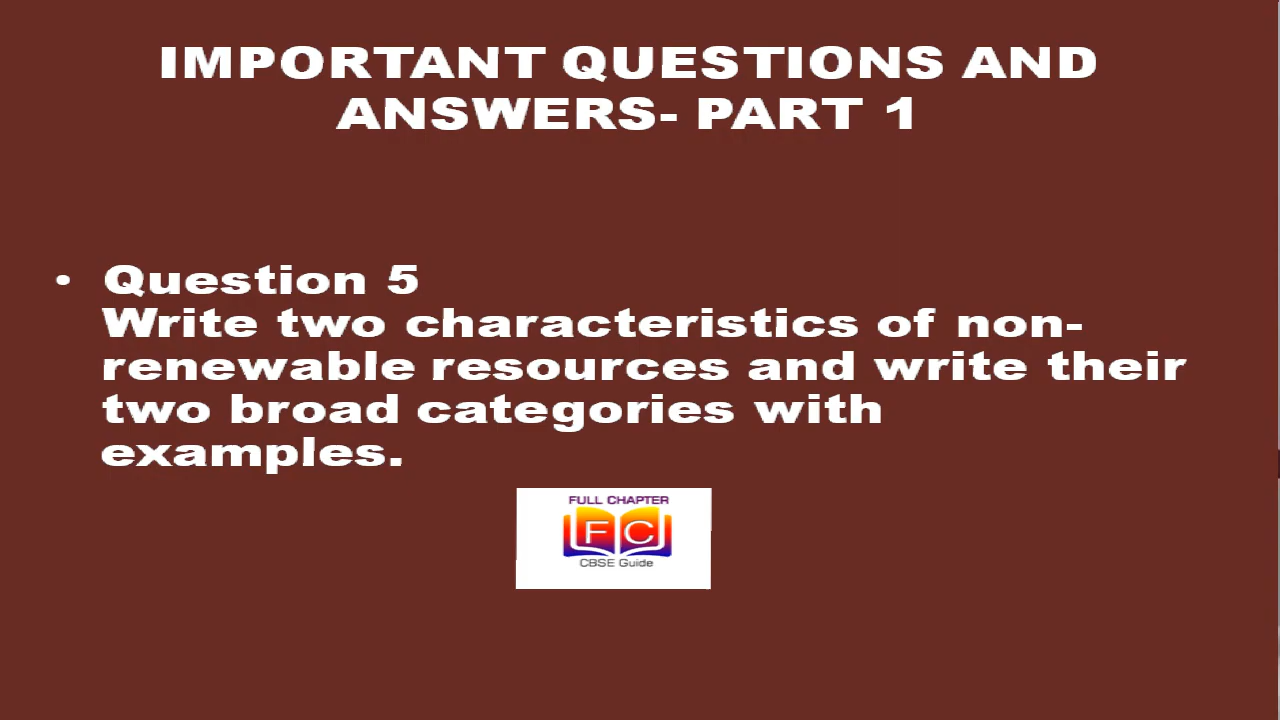 IMPORTANT QUESTIONS AND
ANSWERS- PART 1
• Question 5
Write two characteristics of non-
renewable resources and write their
two broad categories with
examples.
FULL CHAPTER
FC
CBSE Guide